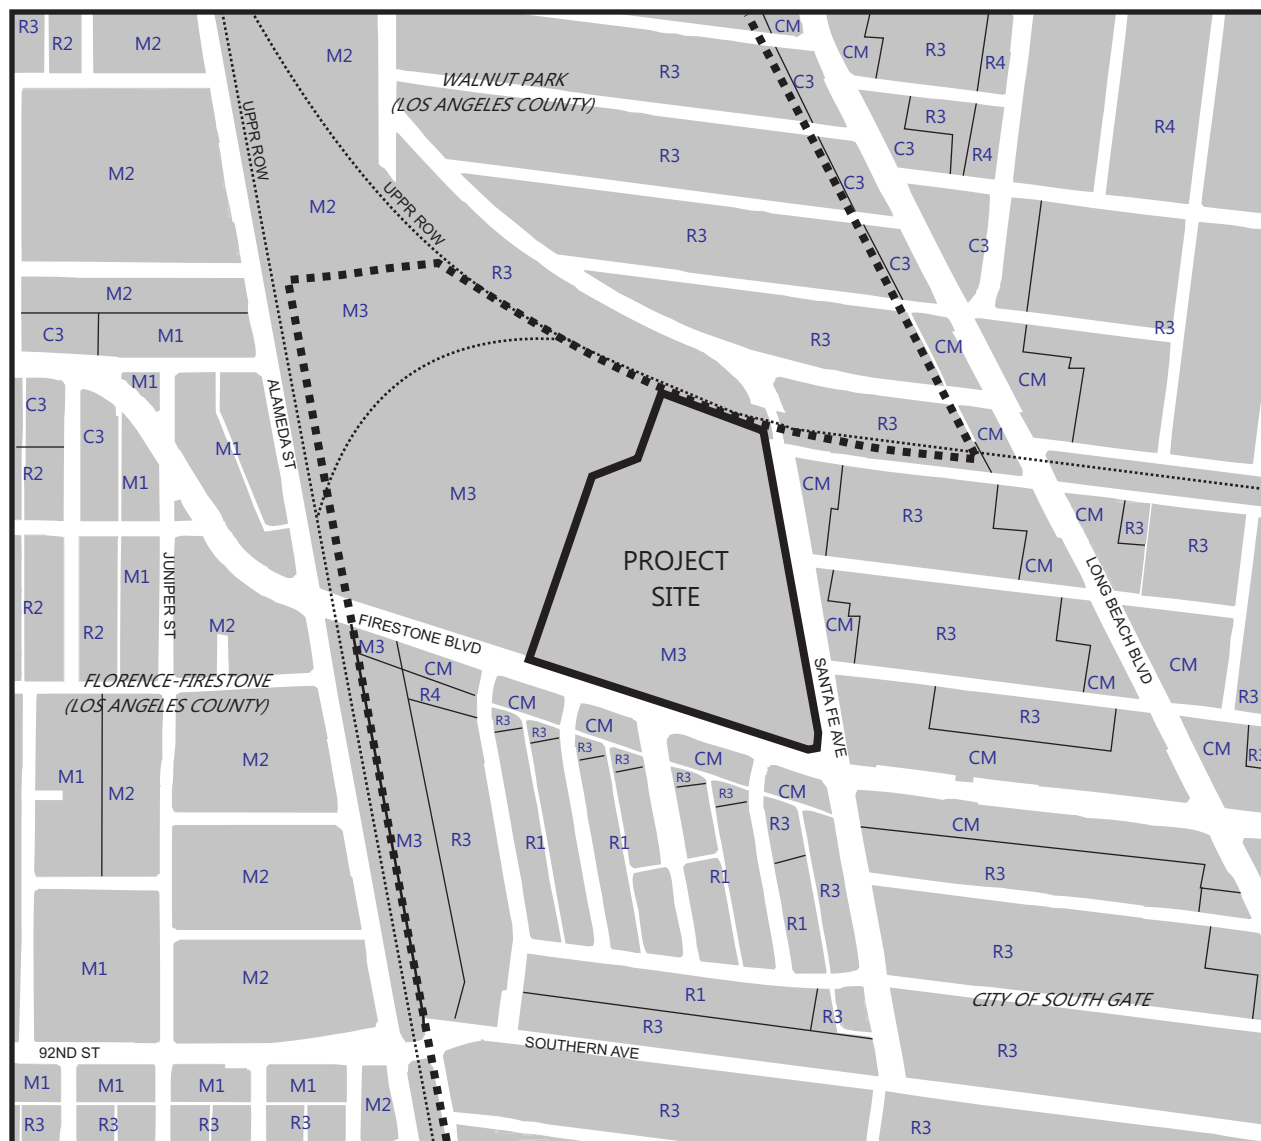 R3
R2
M2
M2
WALNUT PARK
(LOS ANGELES COUNTY)
R3
CM
CM
R3
R4
C3
R3
R4
C3
R4
UPPR ROW
M2
R3
C3
M2
UPPR ROW
R3
C3
C3
R3
M2
M3
C3
M1
R3
CM
R3
M1
ALAMEDA ST
CM
C3
C3
M1
R3
CM
R2
M1
M3
CM
R3
CM
R3
R3
PROJECT
SITE
CM
LONG BEACH BLVD
JUNIPER ST
M1
R2
R2
M2
FIRESTONE BLVD
M3
CM
R4
M3
CM
R3
CM
CM
R3
SANTA FE AVE
FLORENCE-FIRESTONE
(LOS ANGELES COUNTY)
CM
R3
R3
CM
R3
R3
CM
R3
R3
CM
R3
CM
CM
R3
M2
M1
M2
CM
R3
CM
M3
R3
R1
R1
R1
R3
R3
R1
M2
M1
M2
R3
R3
CITY OF SOUTH GATE
R1
R3
R3
R3
92ND ST
SOUTHERN AVE
M1
M1
M1
M1
M2
R3
R3
R3
R3
R3
R3